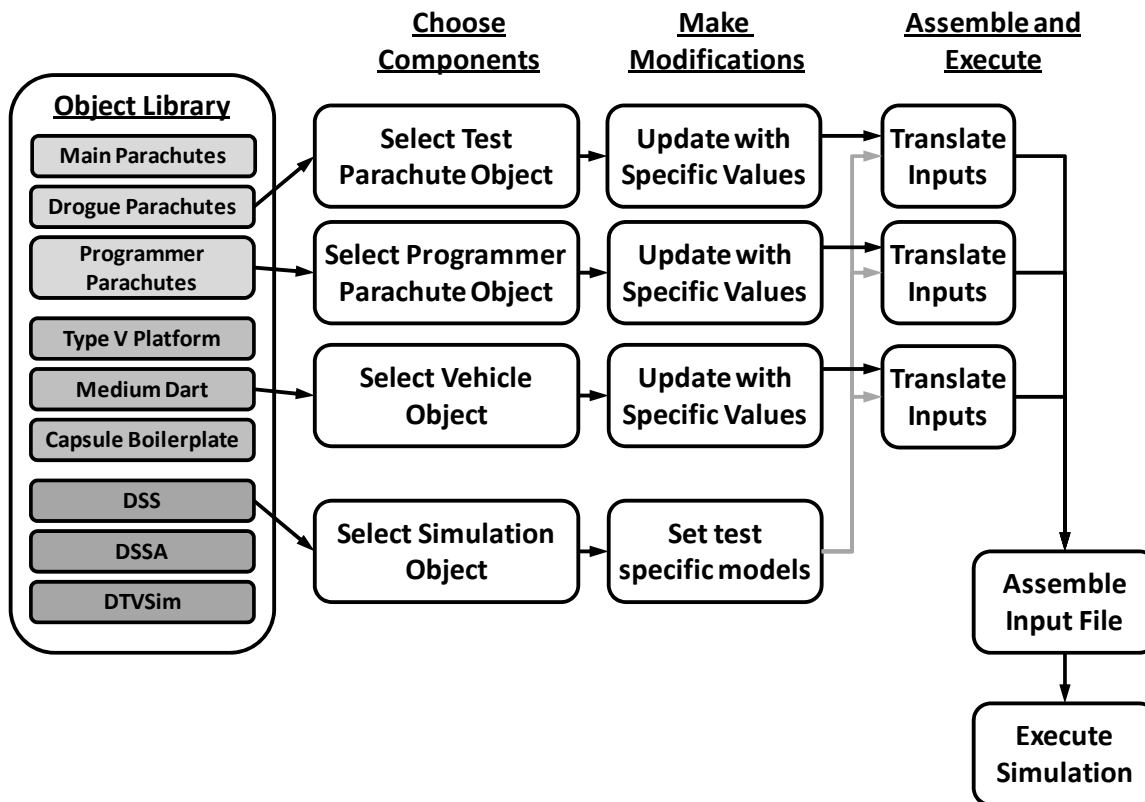 Choose
Components
Make
Modifications
Assemble and
Execute
Object Library
Main Parachutes
Drogue Parachutes
Programmer
Parachutes
Type V Platform
Medium Dart
Capsule Boilerplate
DSS
DSSA
DTVSim
Select Test
Parachute Object
Update with
Specific Values
Translate
Inputs
Select Programmer
Parachute Object
Update with
Specific Values
Translate
Inputs
Select Vehicle
Object
Update with
Specific Values
Translate
Inputs
Select Simulation
Object
Set test
specific models
Assemble
Input File
Execute
Simulation